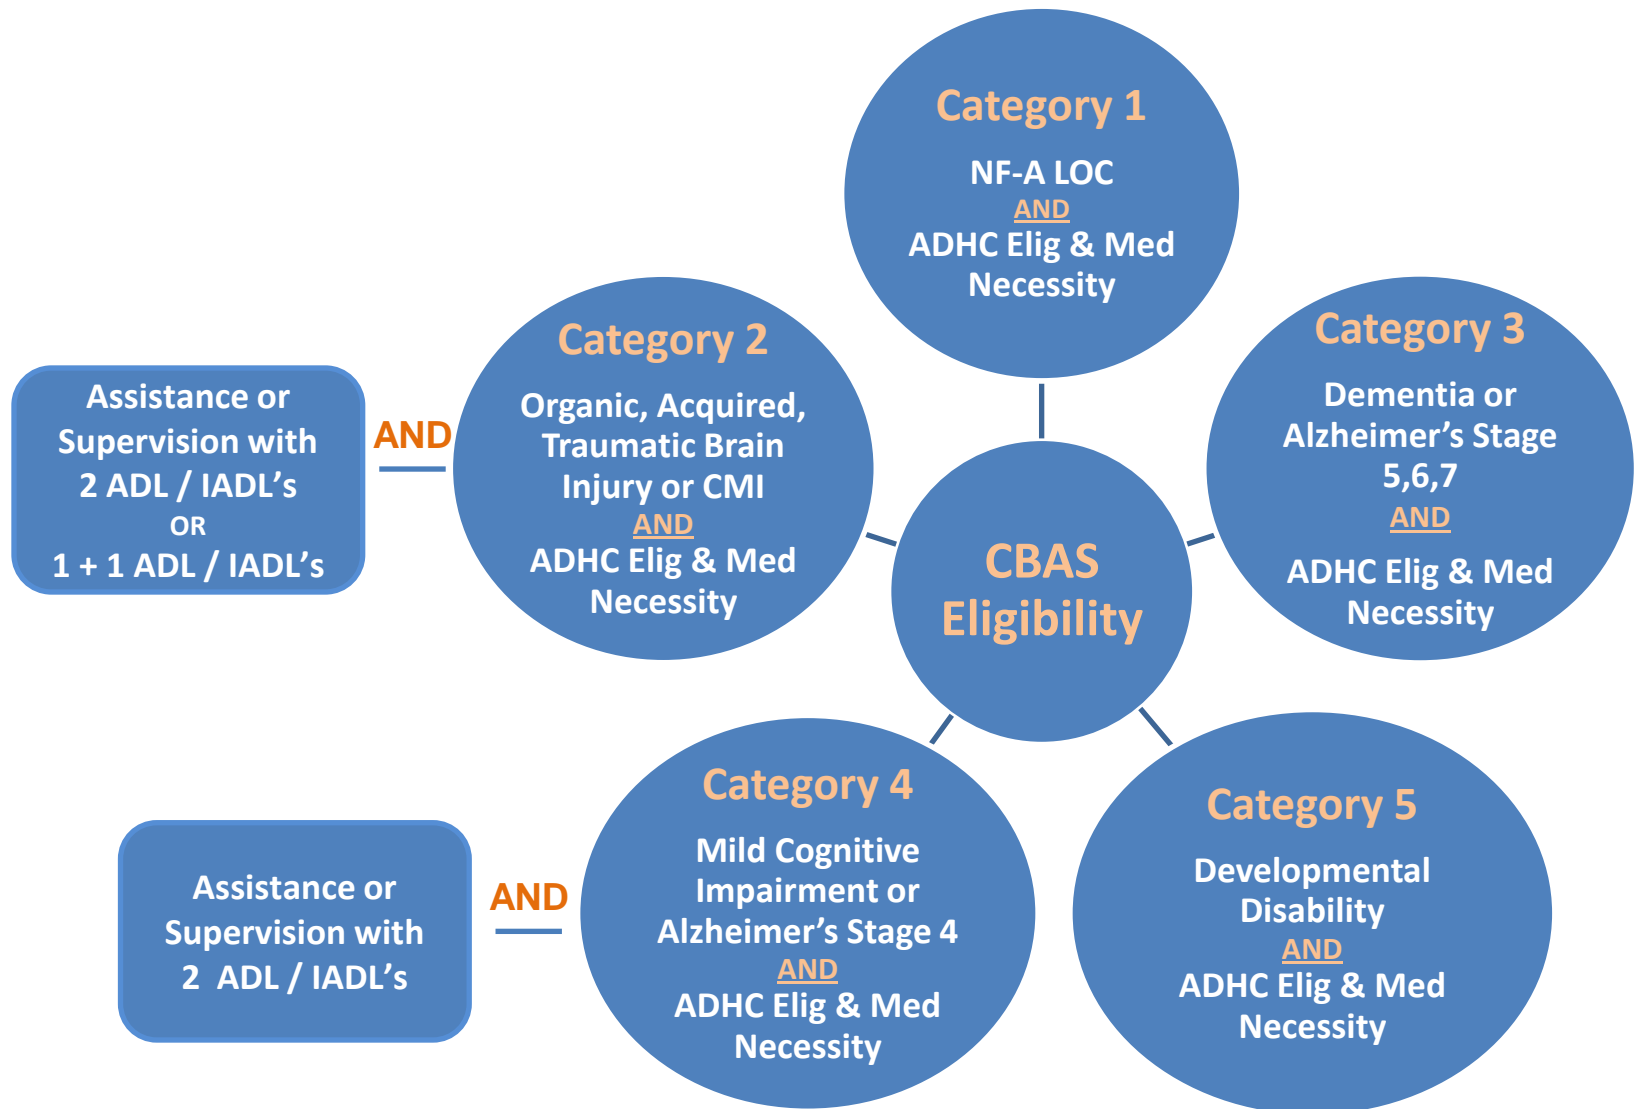 Category 1
NF-A LOC
AND
ADHC Elig & Med
Necessity
Category 2
Organic, Acquired,
Traumatic Brain
Injury or CMI
AND
ADHC Elig & Med
Necessity
AND
Assistance or
Supervision with
2 ADL / IADL’s
OR
1 + 1 ADL / IADL’s
Category 3
Dementia or
Alzheimer’s Stage
5,6,7
AND
ADHC Elig & Med
Necessity
CBAS
Eligibility
Category 4
Mild Cognitive
Impairment or
Alzheimer’s Stage 4
AND
ADHC Elig & Med
Necessity
AND
Assistance or
Supervision with
2 ADL / IADL’s
Category 5
Developmental
Disability
AND
ADHC Elig & Med
Necessity